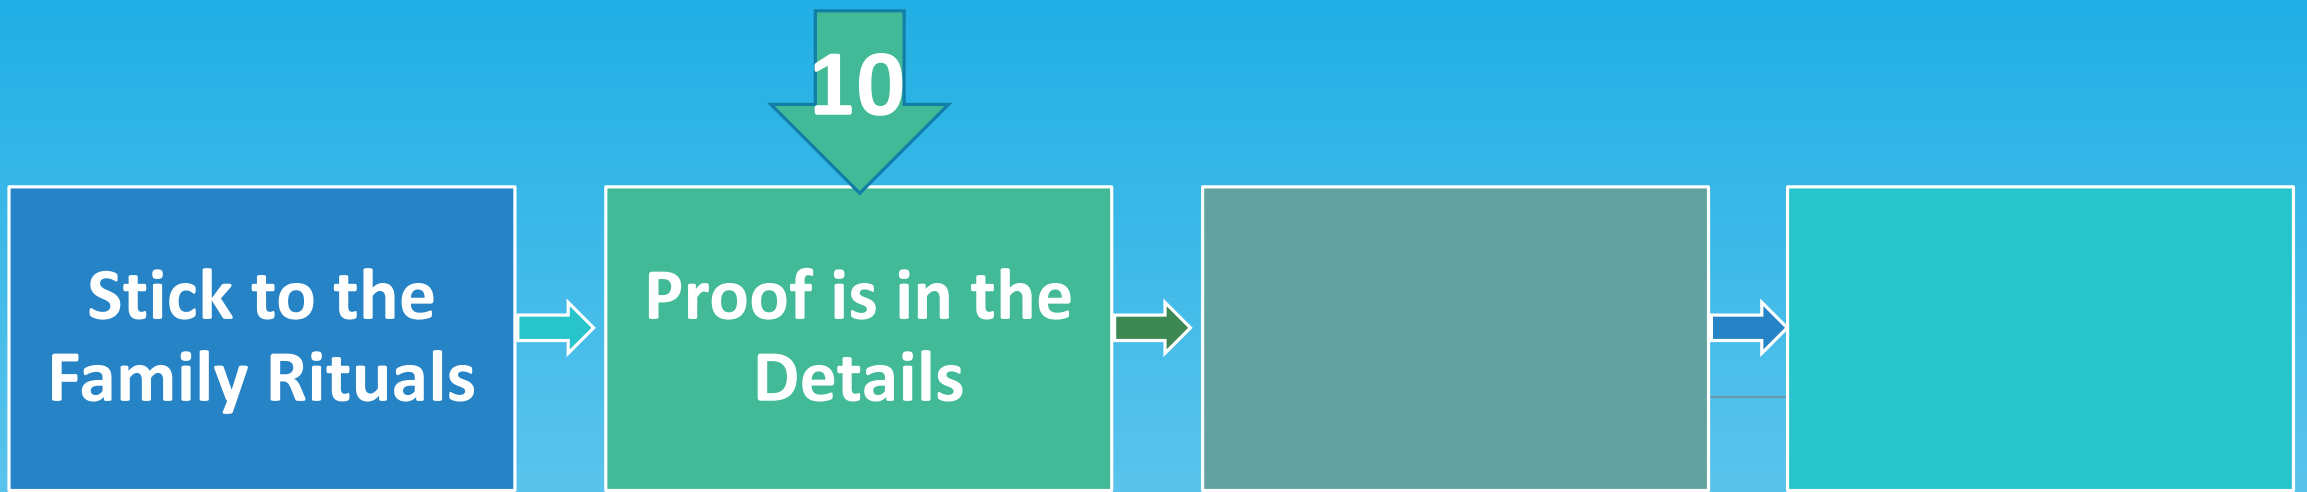 10
Stick to the
Family Rituals
Proof is in the
Details